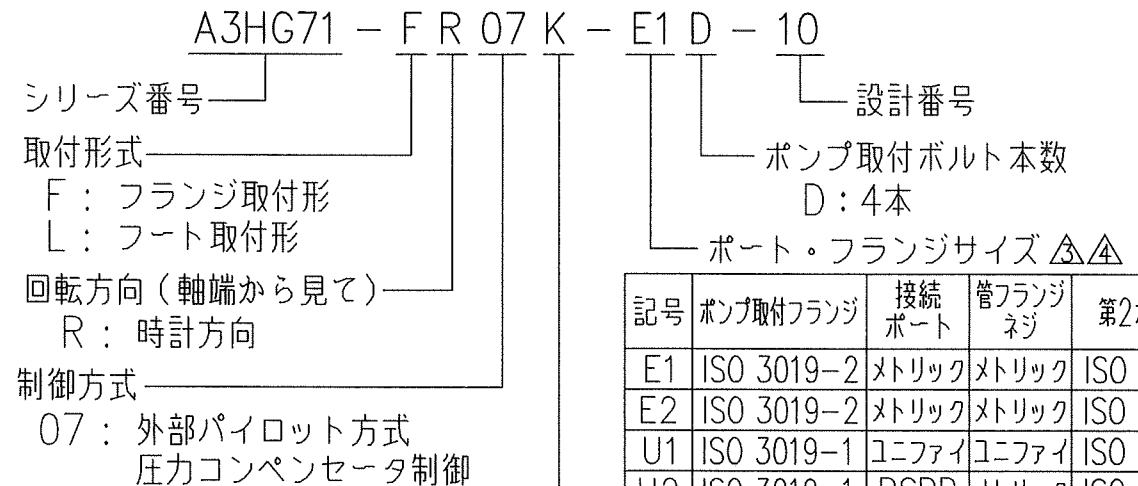 A3HG71 - F R 07 K - E1 D - 10
シリーズ番号
設計番号
取付形式
F : フランジ取付形
L : フート取付形
ポンプ取付ボルト本数
D : 4本
ポート・フランジサイズ 3 4
回転方向(軸端から見て)
R : 時計方向
制御方式
07 : 外部パイロット方式
圧力コンペンセータ制御
記号 ポンプ取付フランジ 接続ポート 管フランジネジ 第2
E1 ISO 3019-2 メトリック メトリック ISO
E2 ISO 3019-2 メトリック メトリック ISO
U1 ISO 3019-1 ユニファイ ユニファイ ISO